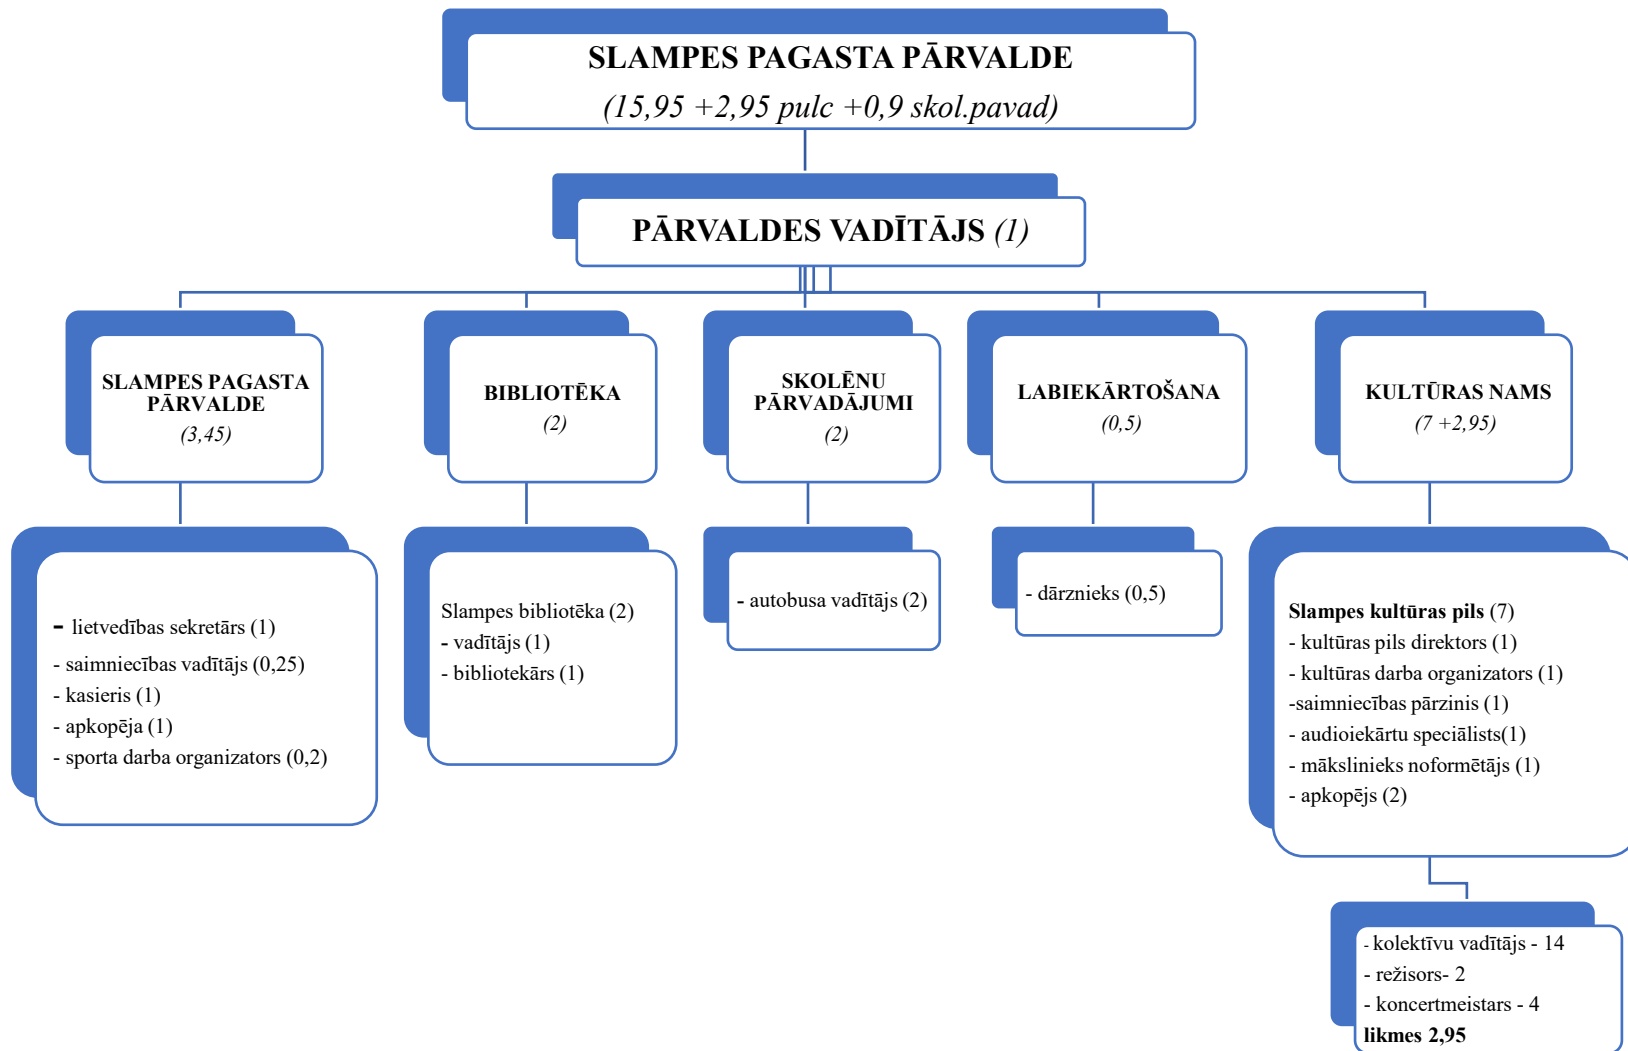 SLAMPES PAGASTA PĀRVALDE
(15,95 +2,95 pulc +0,9 skol.pavad)
PĀRVALDES VADĪTĀJS (1)
SLAMPES PAGASTA
PĀRVALDE
(3,45)
BIBLIOTĒKA
(2)
SKOLĒNU
PĀRVADĀJUMI
(2)
LABIEKĀRTOŠANA
(0,5)
KULTŪRAS NAMS
(7 +2,95)
- lietvedības sekretārs (1)
- saimniecības vadītājs (0,25)
- kasieris (1)
- apkopēja (1)
- sporta darba organizators (0,2)
Slampes bibliotēka (2)
- vadītājs (1)
- bibliotekārs (1)
- autobusa vadītājs (2)
- dārznieks (0,5)
Slampes kultūras pils (7)
- kultūras pils direktors (1)
- kultūras darba organizators (1)
-saimniecības pārzinis (1)
- audioiekārtu speciālists(1)
- mākslinieks noformētājs (1)
- apkopējs (2)
- kolektīvu vadītājs - 14
- režisors- 2
- koncertmeistars - 4
likmes 2,95